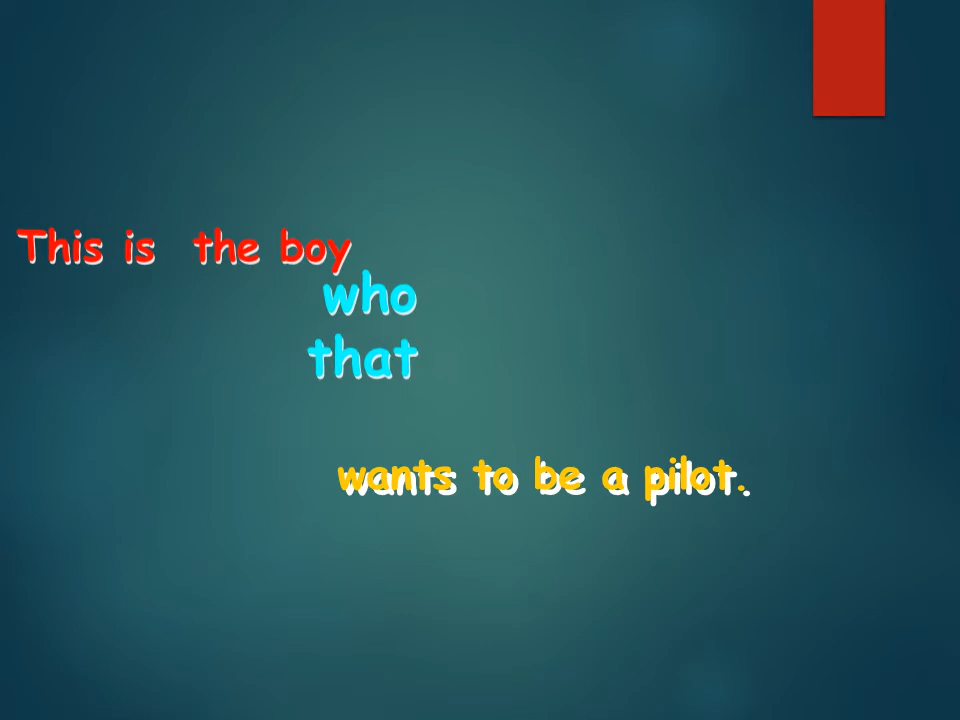 This is  the boy
who
that
wants to be a pilot.